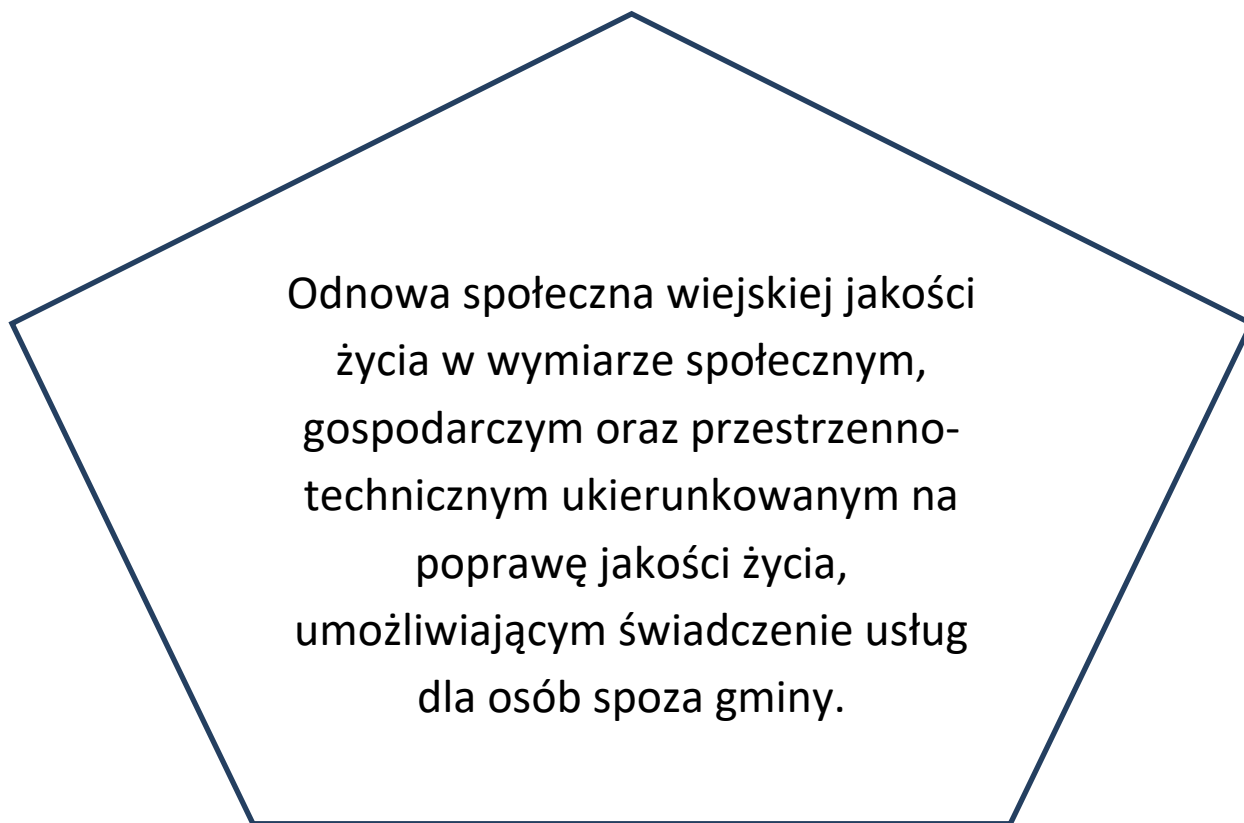 Odnowa społeczna wiejskiej jakości
życia w wymiarze społecznym,
gospodarczym oraz przestrzenno-
technicznym ukierunkowanym na
poprawę jakości życia,
umożliwiającym świadczenie usług
dla osób spoza gminy.